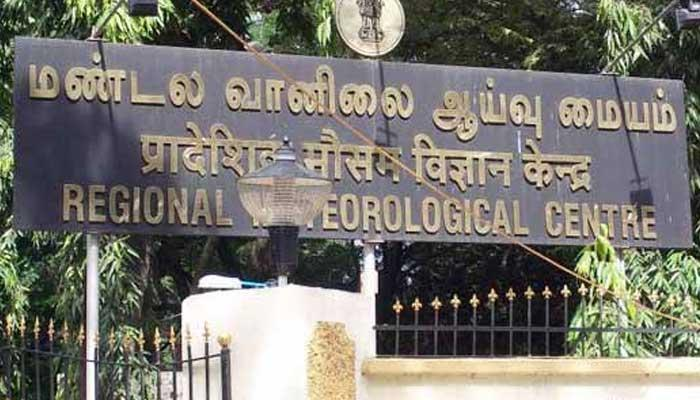 மண்டல வானிலை ஆய்வு மையம்
प्रादेशिक मौसम विज्ञान केन्द्र
REGIONAL METEOROLOGICAL CENTRE